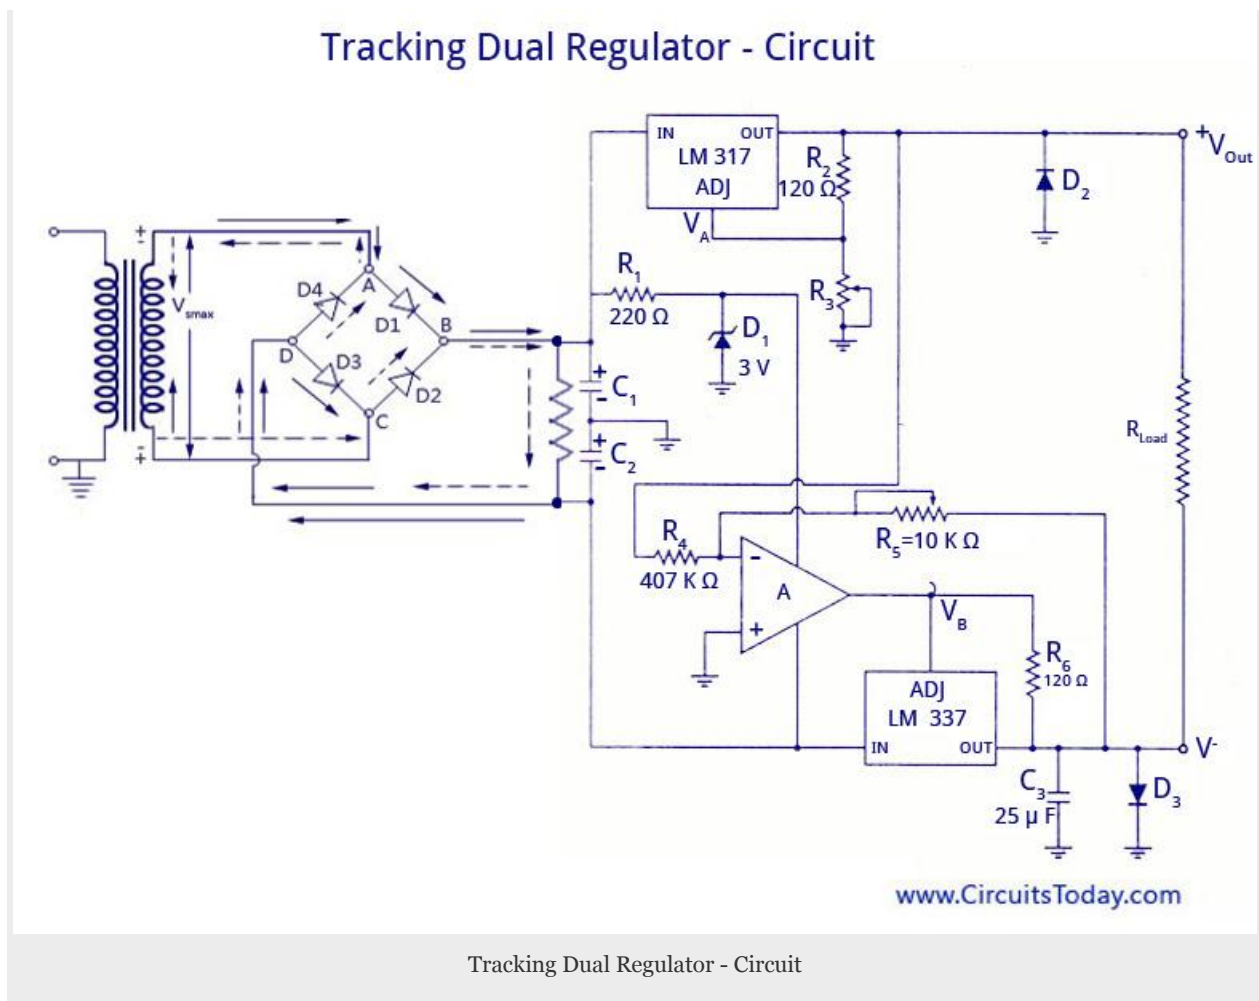 Tracking Dual Regulator - Circuit
IN OUT
LM 317
ADJ
R2
120 Ω
VA
+VOut
D2
R1
220 Ω
R3
D1
3 V
+ -
Vsmax
- +
D4
A
D1
B
D
D3
D2
C
+
C1
-
+
C2
-
RLoad
R4
407 K Ω
R5=10 K Ω
-
A
+
VB
R6
120 Ω
ADJ
LM 337
IN OUT
V-
C3
25 µ F
D3
www.CircuitsToday.com
Tracking Dual Regulator - Circuit